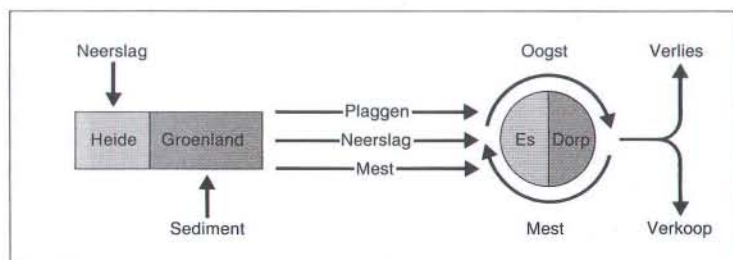 Neerslag
Oogst
Verlies
Plaggen
Heide Groenland
Neerslag
Es Dorp
Mest
Sediment
Mest
Verkoop